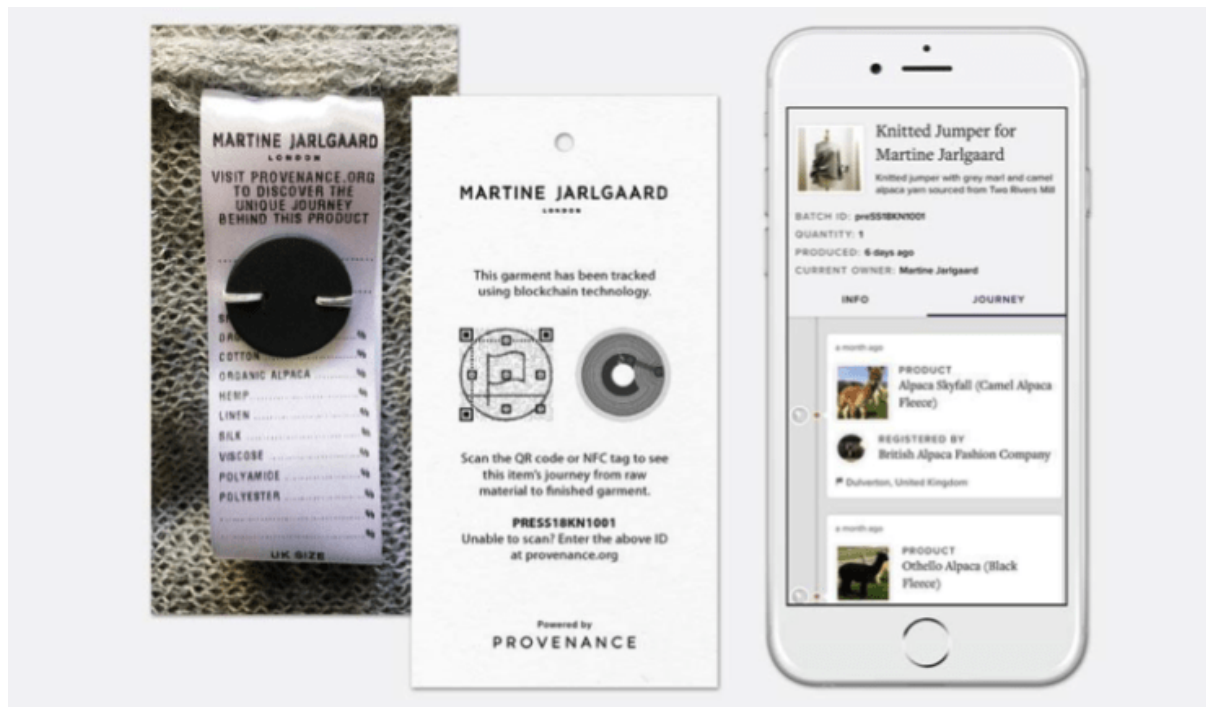 MARTINE JARLGAARD
LONDON
VISIT PROVENANCE.ORG
TO DISCOVER THE
UNIQUE JOURNEY
BEHIND THIS PRODUCT
COTTON
ORGANIC ALPACA
HEMP
LINEN
SILK
VISCOSE
POLYAMIDE
POLYESTER
UK SIZE
MARTINE JARLGAARD
LONDON
This garment has been tracked
using blockchain technology.
Scan the QR code or NFC tag to see
this item's journey from raw
material to finished garment.
PRESS18KN1001
Unable to scan? Enter the above ID
at provenance.org
Powered by
PROVENANCE
Knitted Jumper for
Martine Jarlgaard
Knitted jumper with grey marl and camel
alpaca yarn sourced from Two Rivers Mill
BATCH ID: preSS18KN1001
QUANTITY: 1
PRODUCED: 6 days ago
CURRENT OWNER: Martine Jarlgaard
INFO JOURNEY
a month ago
PRODUCT
Alpaca Skyfall (Camel Alpaca
Fleece)
REGISTERED BY
British Alpaca Fashion Company
Dulverton, United Kingdom
a month ago
PRODUCT
Othello Alpaca (Black
Fleece)